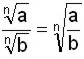 ⁿ√a / ⁿ√b = ⁿ√(a/b)